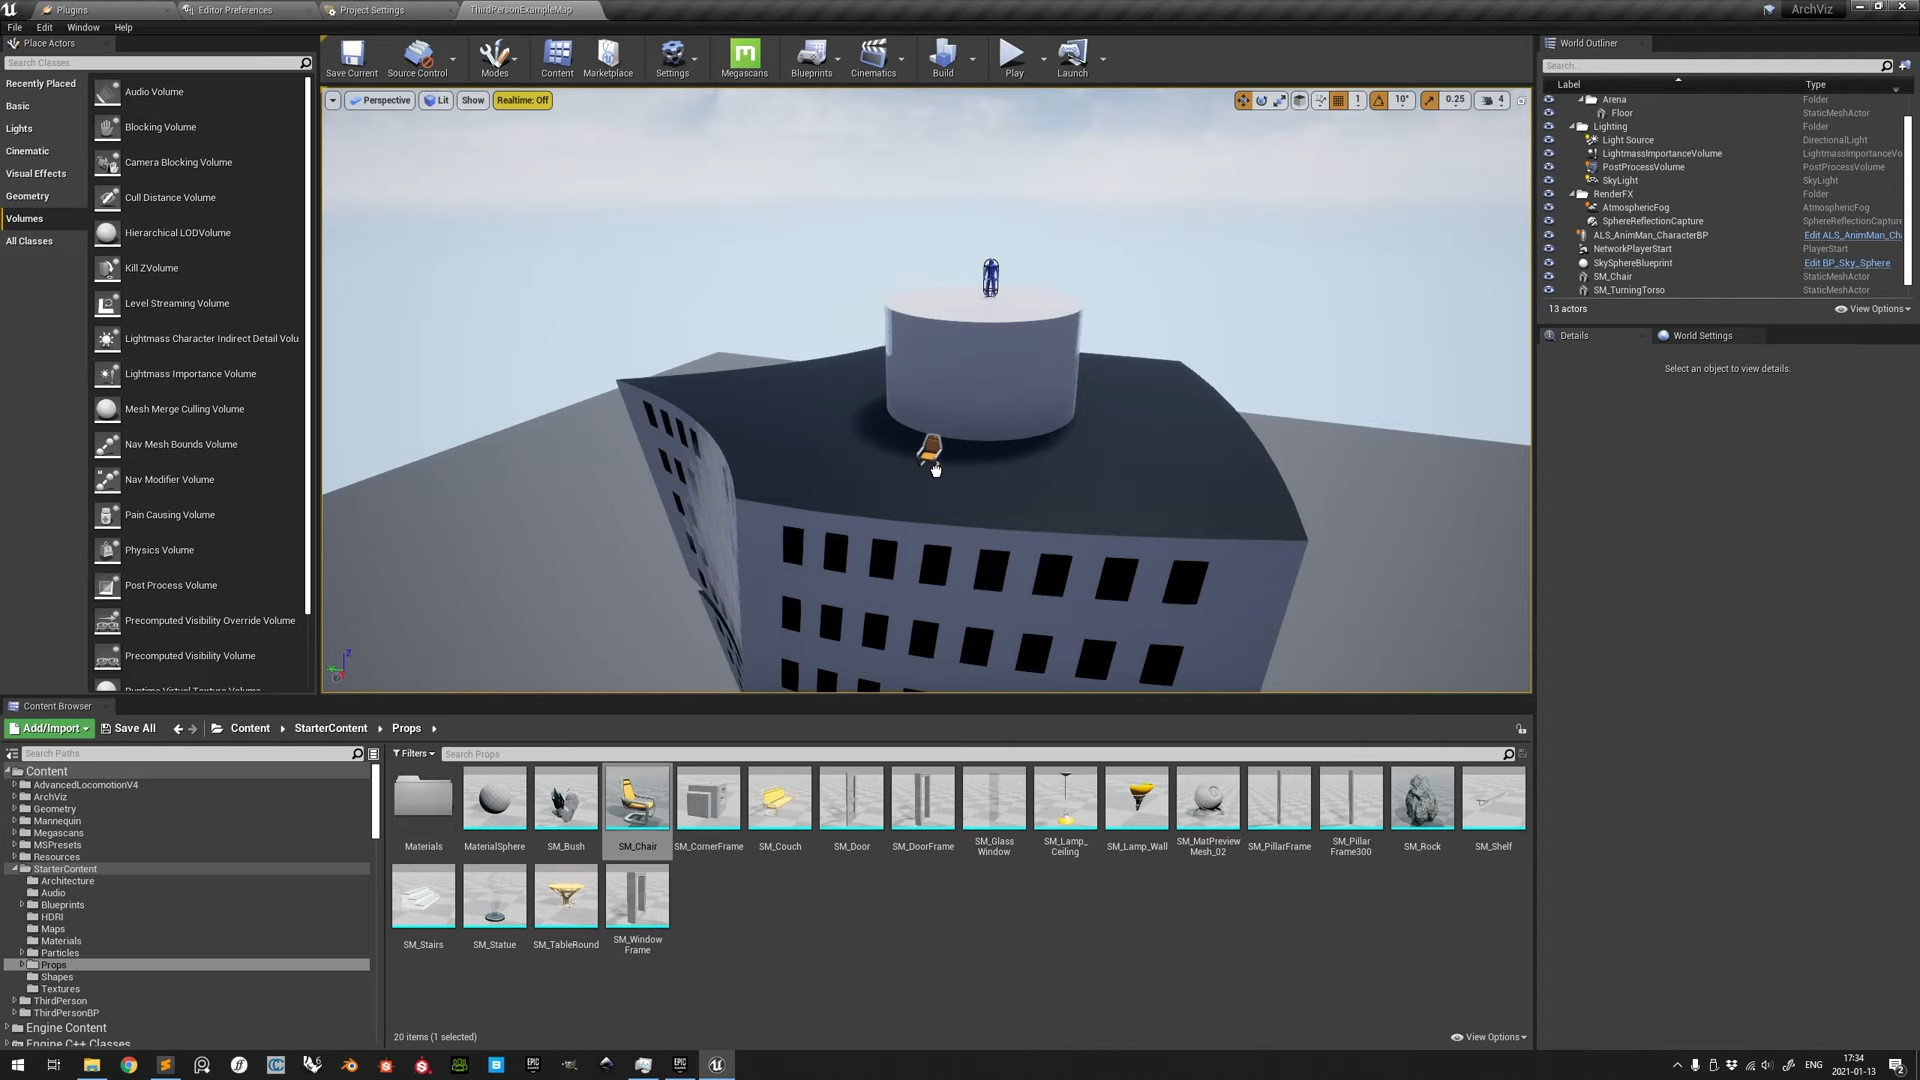 Plugins
Editor Preferences
Project Settings
ThirdPersonExampleMap
ArchViz
File Edit Window Help
Place Actors
Search Classes
Recently Placed
Basic
Lights
Cinematic
Visual Effects
Geometry
Volumes
All Classes
Audio Volume
Blocking Volume
Camera Blocking Volume
Cull Distance Volume
Hierarchical LODVolume
Kill ZVolume
Level Streaming Volume
Lightmass Character Indirect Detail Volu
Lightmass Importance Volume
Mesh Merge Culling Volume
Nav Mesh Bounds Volume
Nav Modifier Volume
Pain Causing Volume
Physics Volume
Post Process Volume
Precomputed Visibility Override Volume
Precomputed Visibility Volume
Save Current
Source Control
Modes
Content
Marketplace
Settings
Megascans
Blueprints
Cinematics
Build
Play
Launch
Perspective
Lit
Show
Realtime: Off
1
10°
0.25
4
Z
World Outliner
Search...
Label Type
Arena Folder
Floor StaticMeshActor
Lighting Folder
Light Source DirectionalLight
LightmassImportanceVolume LightmassImportanceVo
PostProcessVolume PostProcessVolume
SkyLight SkyLight
RenderFX Folder
AtmosphericFog AtmosphericFog
SphereReflectionCapture SphereReflectionCapture
ALS_AnimMan_CharacterBP Edit ALS_AnimMan_Ch
NetworkPlayerStart PlayerStart
SkySphereBlueprint Edit BP_Sky_Sphere
SM_Chair StaticMeshActor
SM_TurningTorso StaticMeshActor
13 actors
View Options
Details
World Settings
Select an object to view details.
Content Browser
Add/Import
Save All
Content
StarterContent
Props
Search Paths
Filters
Search Props
Content
AdvancedLocomotionV4
ArchViz
Geometry
Mannequin
Megascans
MSPresets
Resources
StarterContent
Architecture
Audio
Blueprints
HDRI
Maps
Materials
Particles
Props
Shapes
Textures
ThirdPerson
ThirdPersonBP
Engine Content
Engine C++ Classes
Materials
MaterialSphere
SM_Bush
SM_Chair
SM_CornerFrame
SM_Couch
SM_Door
SM_DoorFrame
SM_Glass
Window
SM_Lamp_
Ceiling
SM_Lamp_Wall
SM_MatPreview
Mesh_02
SM_PillarFrame
SM_Pillar
Frame300
SM_Rock
SM_Shelf
SM_Stairs
SM_Statue
SM_TableRound
SM_Window
Frame
20 items (1 selected)
View Options
ENG
17:34
2021-01-13